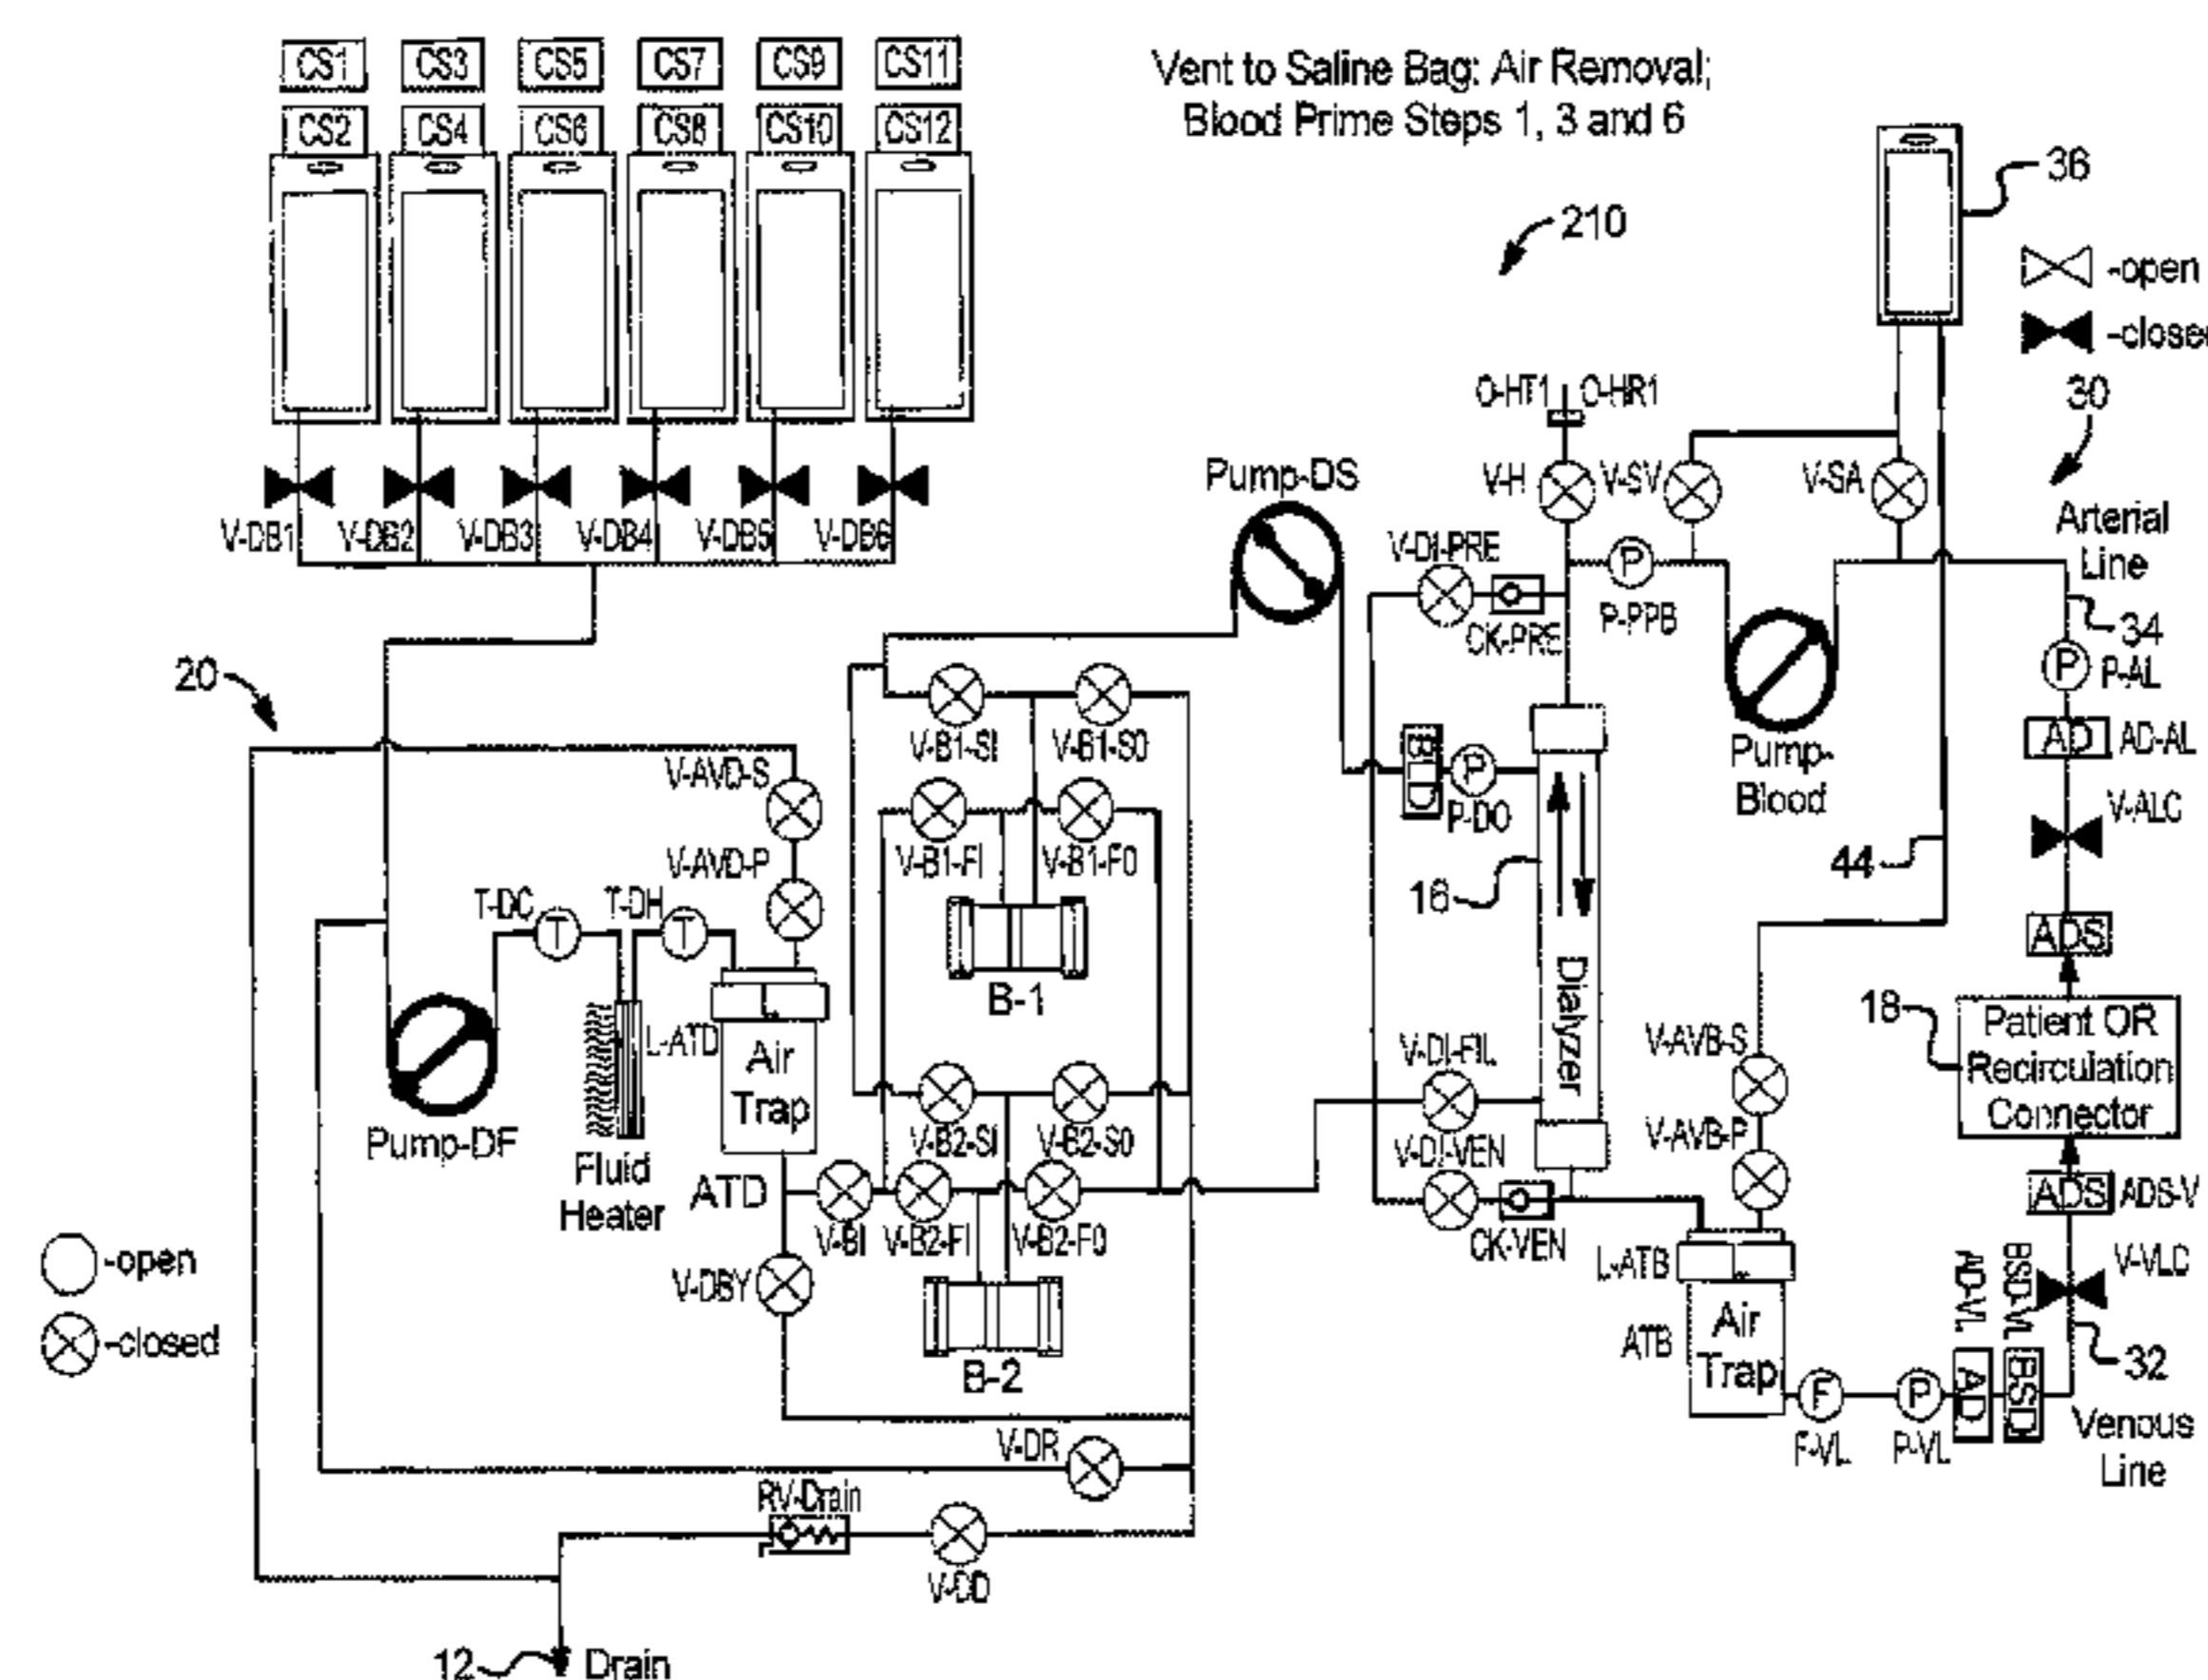 CS1 CS3 CS5 CS7 CS9 CS11
CS2 CS4 CS6 CS8 CS10 CS12
Vent to Saline Bag: Air Removal;
Blood Prime Steps 1, 3 and 6
36
210
-open
-closed
30
O-HT1 O-HR1
Pump-DS
V-H V-SV V-SA
Arterial
Line
V-DB1 V-DB2 V-DB3 V-DB4 V-DB5 V-DB6
V-DI-PRE
P
CK-PRE
P-PPB
34
P
P-AL
20
V-B1-SI V-B1-S0
AD AD-AL
Pump-
Blood
V-AVD-S
BLD
P
P-DO
V-ALC
V-AVD-P
V-B1-FI V-B1-F0
44
16
T-DC T-DH
T T
ADS
B-1
Dialyzer
18
Patient OR
Recirculation
Connector
L-ATD
Air
Trap
V-DI-FIL
V-AVB-S
Pump-DF
V-B2-SI V-B2-S0
V-AVB-P
V-DI-VEN
Fluid
Heater
ATD
ADS ADS-V
V-BI V-B2-FI V-B2-F0
CK-VEN
L-ATB
AD-VL
BSD-VL
V-VLC
-open
V-DBY
-closed
ATB
Air
Trap
32
B-2
F P AD BSD
F-VL P-VL
Venous
Line
V-DR
RV-Drain
V-DD
12 Drain